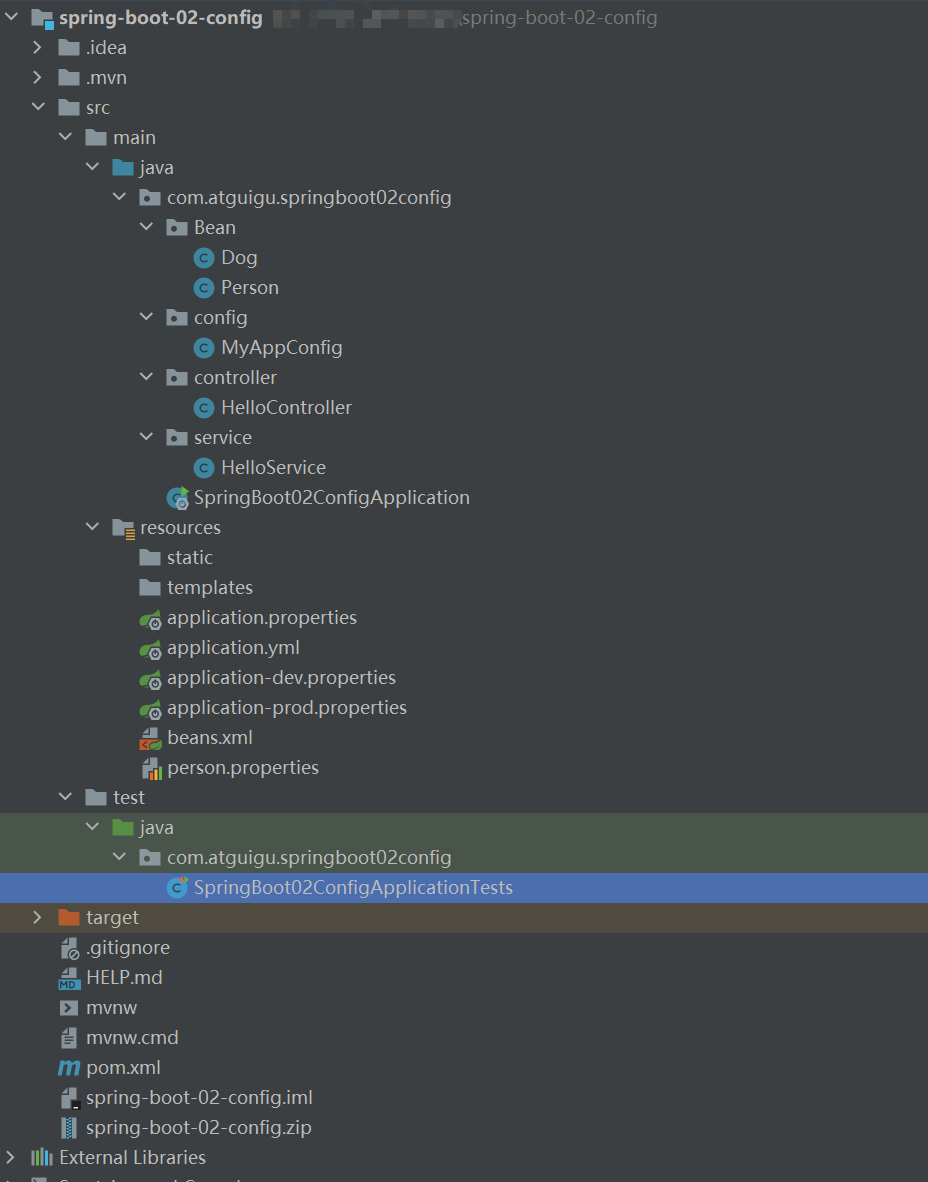 spring-boot-02-config spring-boot-02-config
.idea
.mvn
src
main
java
com.atguigu.springboot02config
Bean
C Dog
C Person
config
C MyAppConfig
controller
C HelloController
service
C HelloService
SpringBoot02ConfigApplication
resources
static
templates
application.properties
application.yml
application-dev.properties
application-prod.properties
beans.xml
person.properties
test
java
com.atguigu.springboot02config
C SpringBoot02ConfigApplicationTests
target
.gitignore
MD HELP.md
mvnw
mvnw.cmd
m pom.xml
spring-boot-02-config.iml
spring-boot-02-config.zip
External Libraries